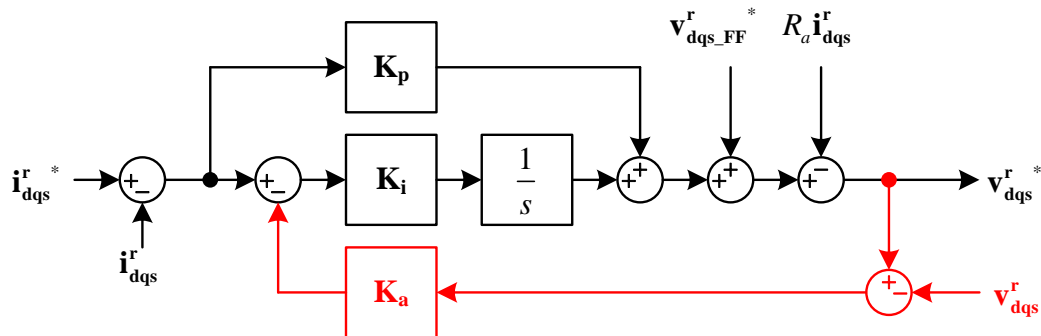 v^r_dqs_FF^* R_a i^r_dqs
K_p
+ +
+ − K_i 1/s + + − v^r_dqs^*
i^r_dqs^* + − + + +
i^r_dqs
K_a + − v^r_dqs